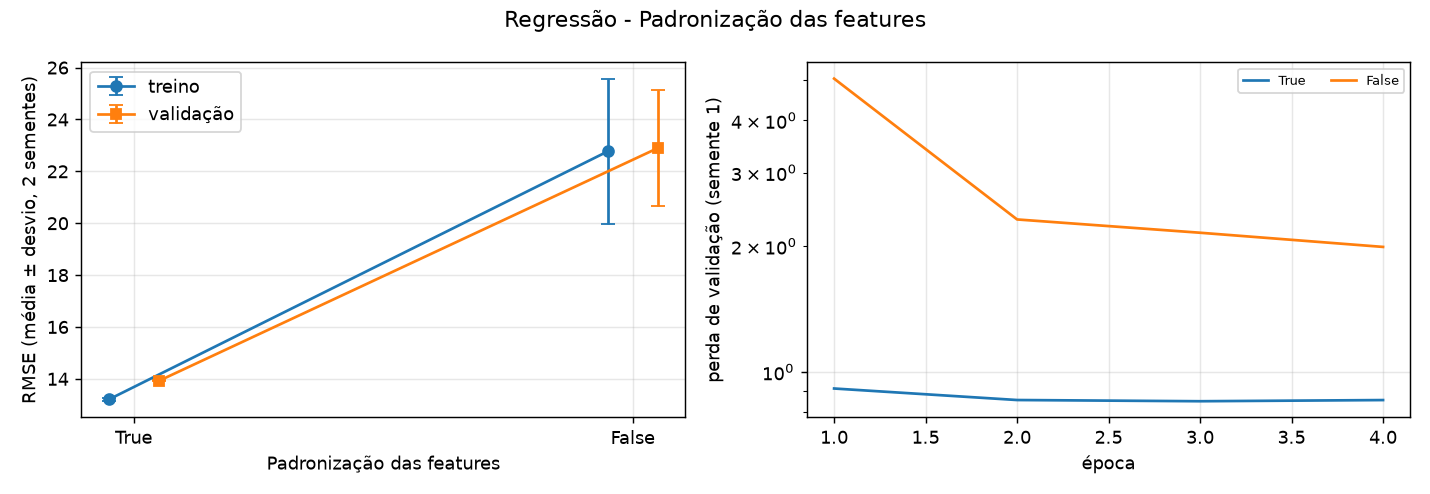 Regressão - Padronização das features
RMSE (média ± desvio, 2 sementes)
26
24
22
20
18
16
14
treino
validação
True
False
Padronização das features
perda de validação (semente 1)
4 × 10⁰
3 × 10⁰
2 × 10⁰
10⁰
True
False
1.0
1.5
2.0
2.5
3.0
3.5
4.0
época